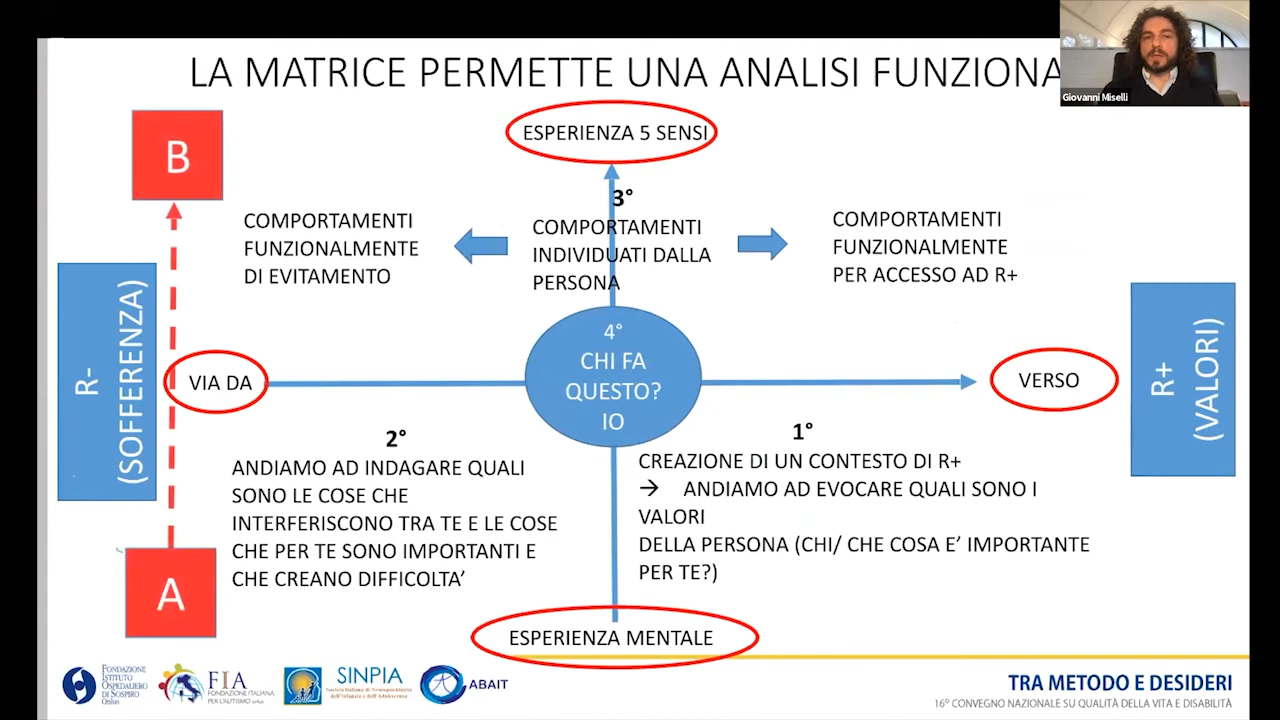 LA MATRICE PERMETTE UNA ANALISI FUNZIONA
Giovanni Miselli
B
ESPERIENZA 5 SENSI
3°
COMPORTAMENTI
FUNZIONALMENTE
DI EVITAMENTO
COMPORTAMENTI
INDIVIDUATI DALLA
PERSONA
COMPORTAMENTI
FUNZIONALMENTE
PER ACCESSO AD R+
R-
(SOFFERENZA)
VIA DA
4°
CHI FA
QUESTO?
IO
VERSO
R+
(VALORI)
2°
ANDIAMO AD INDAGARE QUALI
SONO LE COSE CHE
INTERFERISCONO TRA TE E LE COSE
CHE PER TE SONO IMPORTANTI E
CHE CREANO DIFFICOLTA'
1°
CREAZIONE DI UN CONTESTO DI R+
→ ANDIAMO AD EVOCARE QUALI SONO I
VALORI
DELLA PERSONA (CHI/ CHE COSA E' IMPORTANTE
PER TE?)
A
ESPERIENZA MENTALE
FONDAZIONE
ISTITUTO
OSPEDALIERO
DI SOSPIRO
Onlus
FIA
FONDAZIONE ITALIANA
PER L'AUTISMO onlus
SINPIA
Società Italiana di Neuropsichiatria
dell'Infanzia e dell'Adolescenza
ABAIT
TRA METODO E DESIDERI
16° CONVEGNO NAZIONALE SU QUALITÀ DELLA VITA E DISABILITÀ